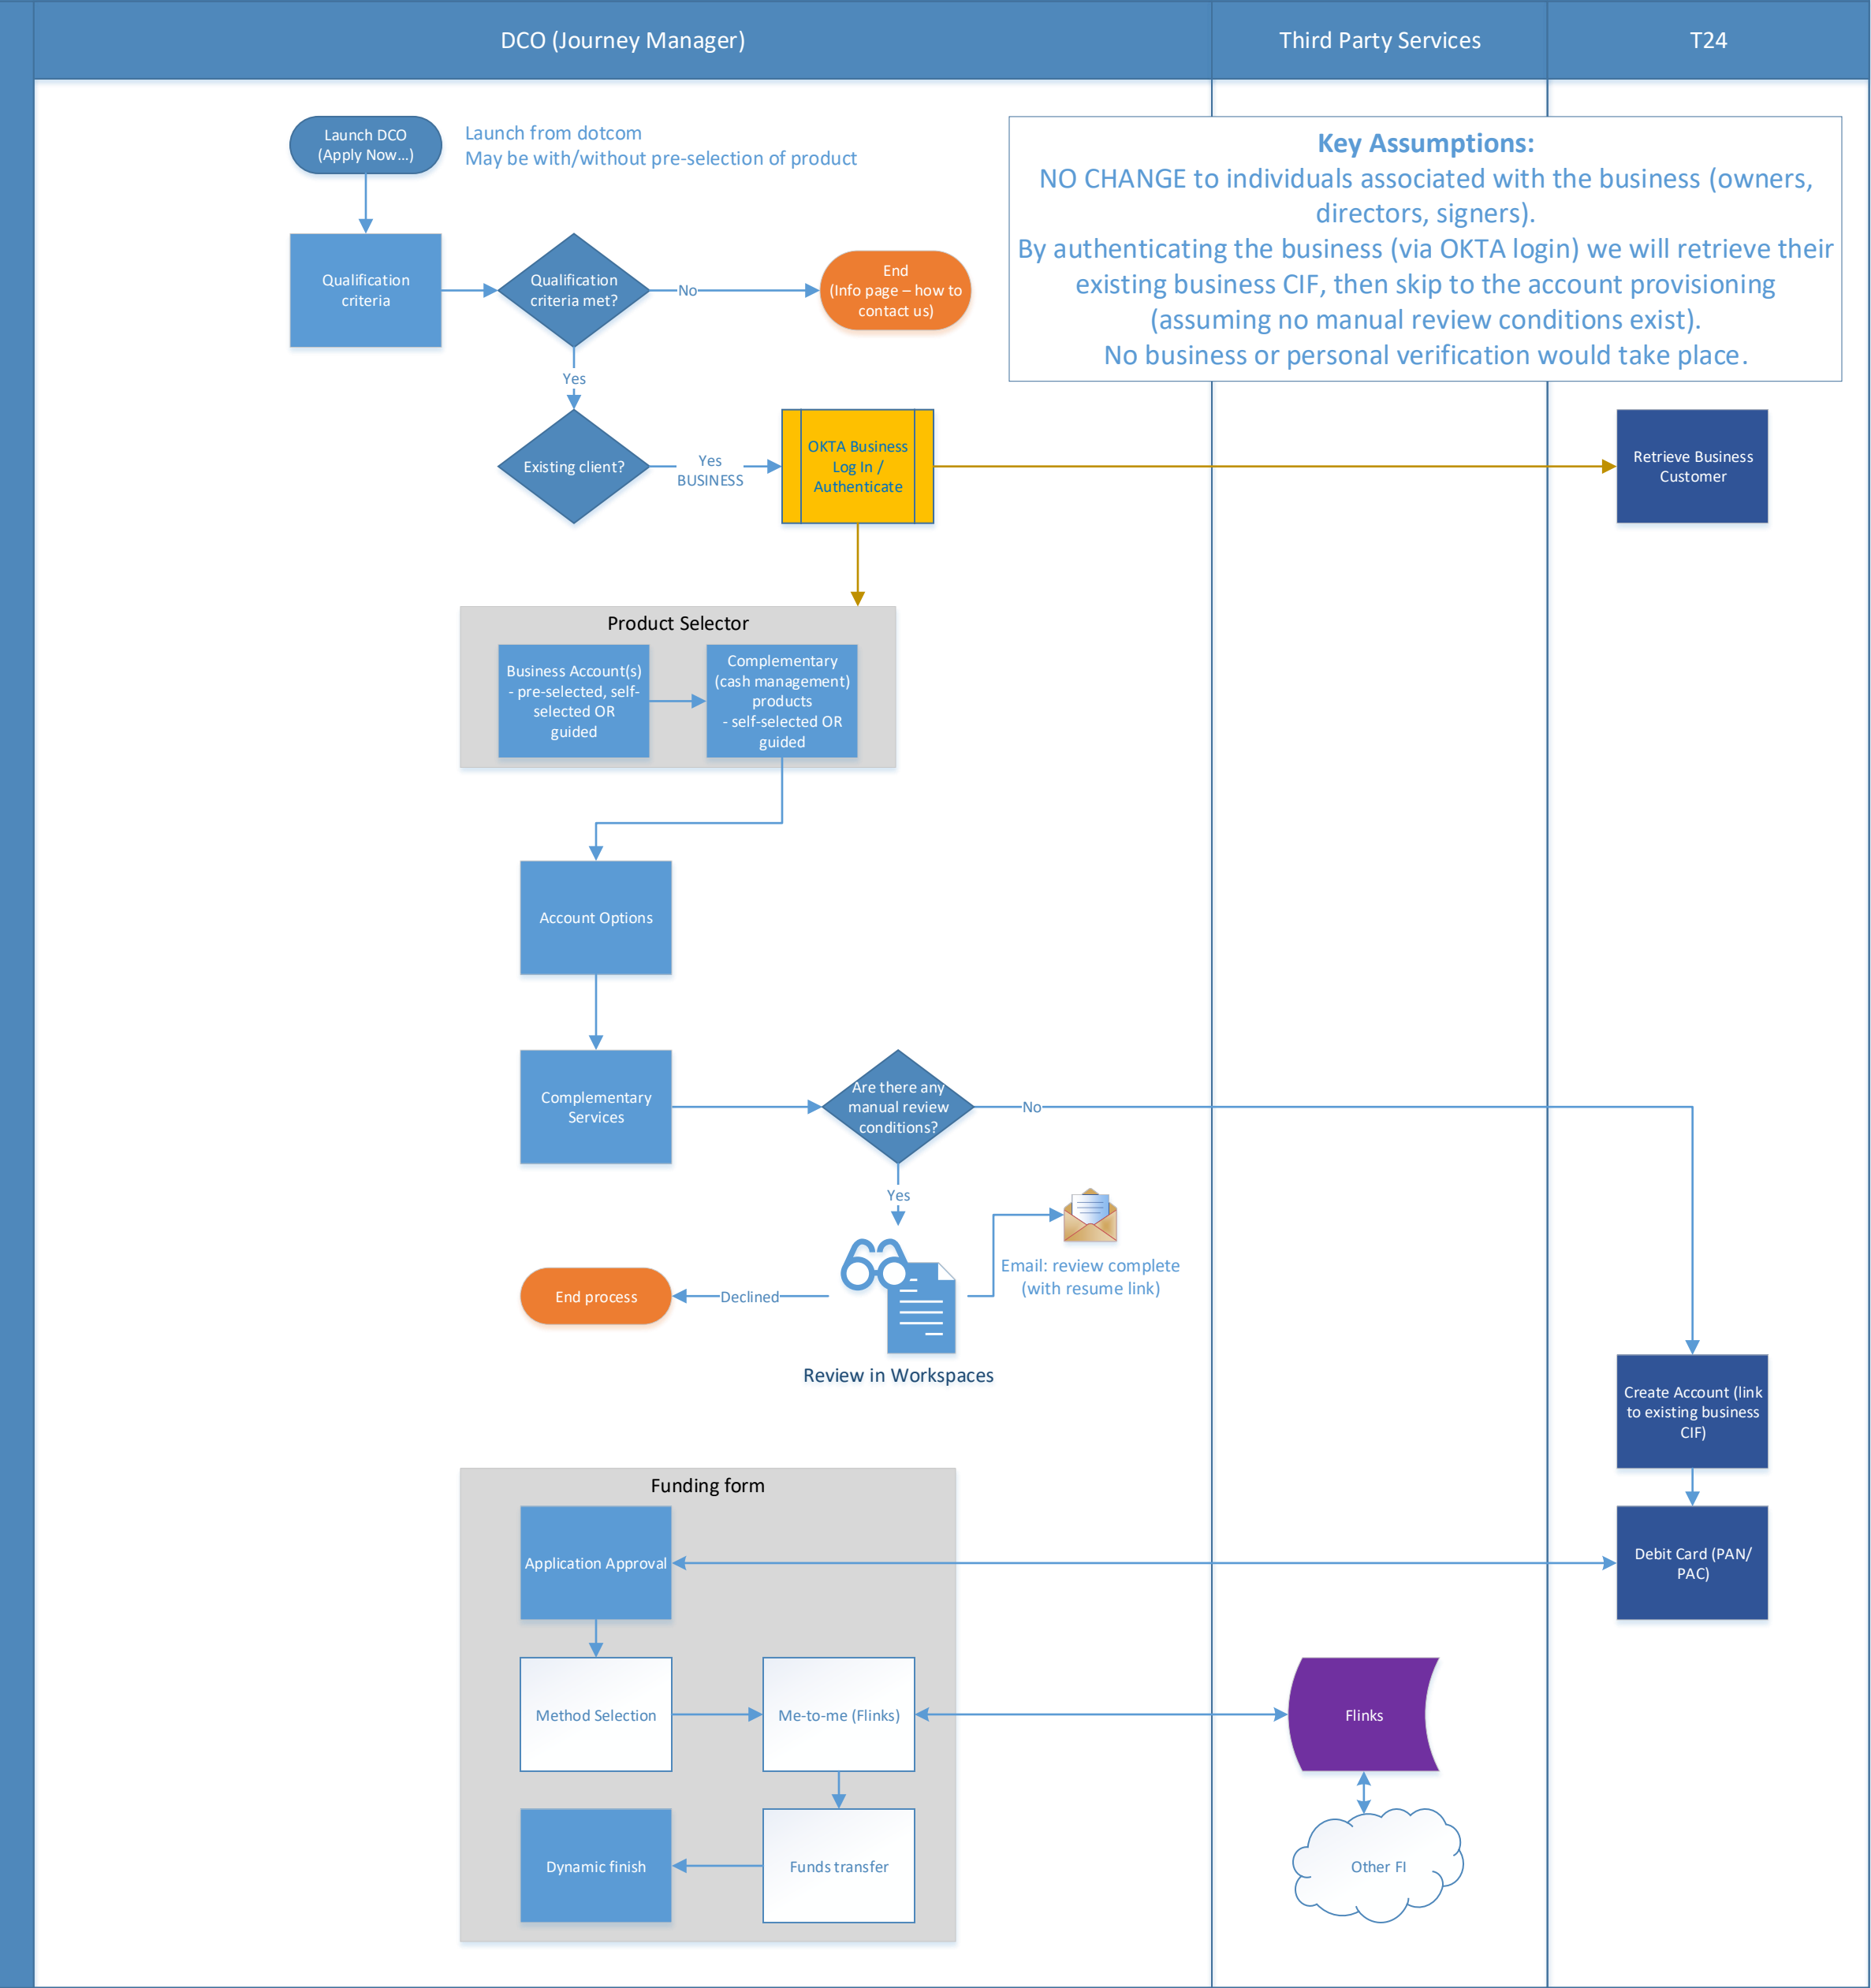 DCO (Journey Manager)
Third Party Services
T24
Launch DCO
(Apply Now...)
Launch from dotcom
May be with/without pre-selection of product
Key Assumptions:
NO CHANGE to individuals associated with the business (owners,
directors, signers).
By authenticating the business (via OKTA login) we will retrieve their
existing business CIF, then skip to the account provisioning
(assuming no manual review conditions exist).
No business or personal verification would take place.
Qualification
criteria
Qualification
criteria met?
No
End
(Info page – how to
contact us)
Yes
Existing client?
Yes
BUSINESS
OKTA Business
Log In /
Authenticate
Retrieve Business
Customer
Product Selector
Business Account(s)
- pre-selected, self-
selected OR
guided
Complementary
(cash management)
products
- self-selected OR
guided
Account Options
Complementary
Services
Are there any
manual review
conditions?
No
Yes
Email: review complete
(with resume link)
End process
Declined
Review in Workspaces
Create Account (link
to existing business
CIF)
Funding form
Application Approval
Debit Card (PAN/
PAC)
Method Selection
Me-to-me (Flinks)
Flinks
Dynamic finish
Funds transfer
Other FI